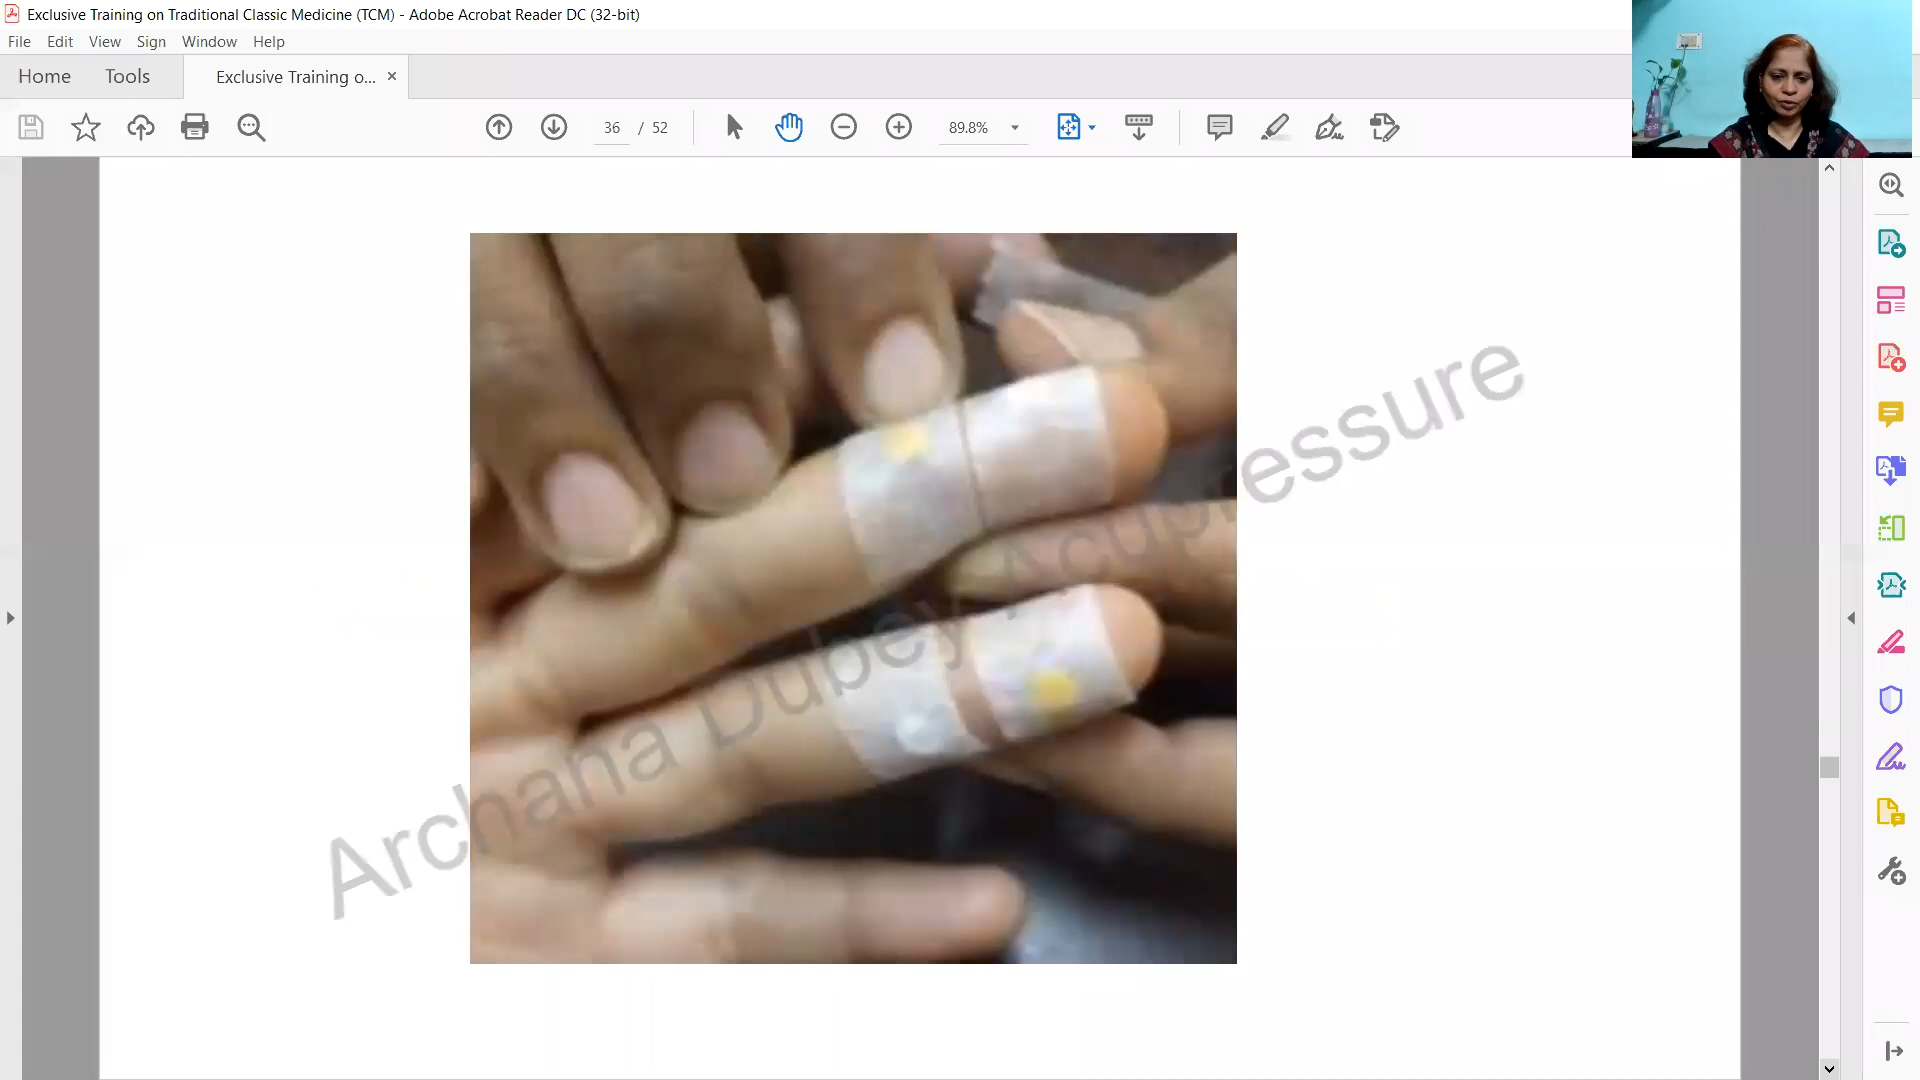 Exclusive Training on Traditional Classic Medicine (TCM) - Adobe Acrobat Reader DC (32-bit)
File Edit View Sign Window Help
Home Tools Exclusive Training o... ×
36 / 52 89.8%
Archana Dubey Acupressure